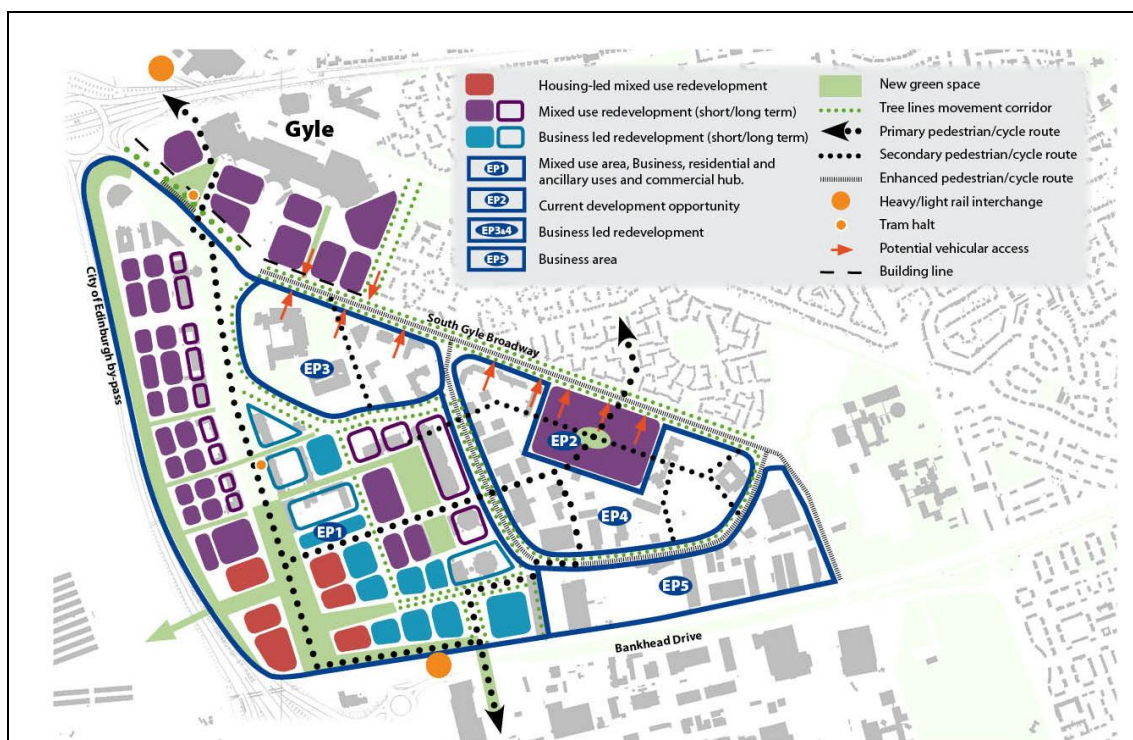 Gyle
Housing-led mixed use redevelopment
Mixed use redevelopment (short/long term)
Business led redevelopment (short/long term)
EP1
Mixed use area, Business, residential and
ancillary uses and commercial hub.
EP2
Current development opportunity
EP3&4
Business led redevelopment
EP5
Business area
New green space
Tree lines movement corridor
Primary pedestrian/cycle route
Secondary pedestrian/cycle route
Enhanced pedestrian/cycle route
Heavy/light rail interchange
Tram halt
Potential vehicular access
Building line
City of Edinburgh by-pass
South Gyle Broadway
EP3
EP2
EP1
EP4
EP5
Bankhead Drive